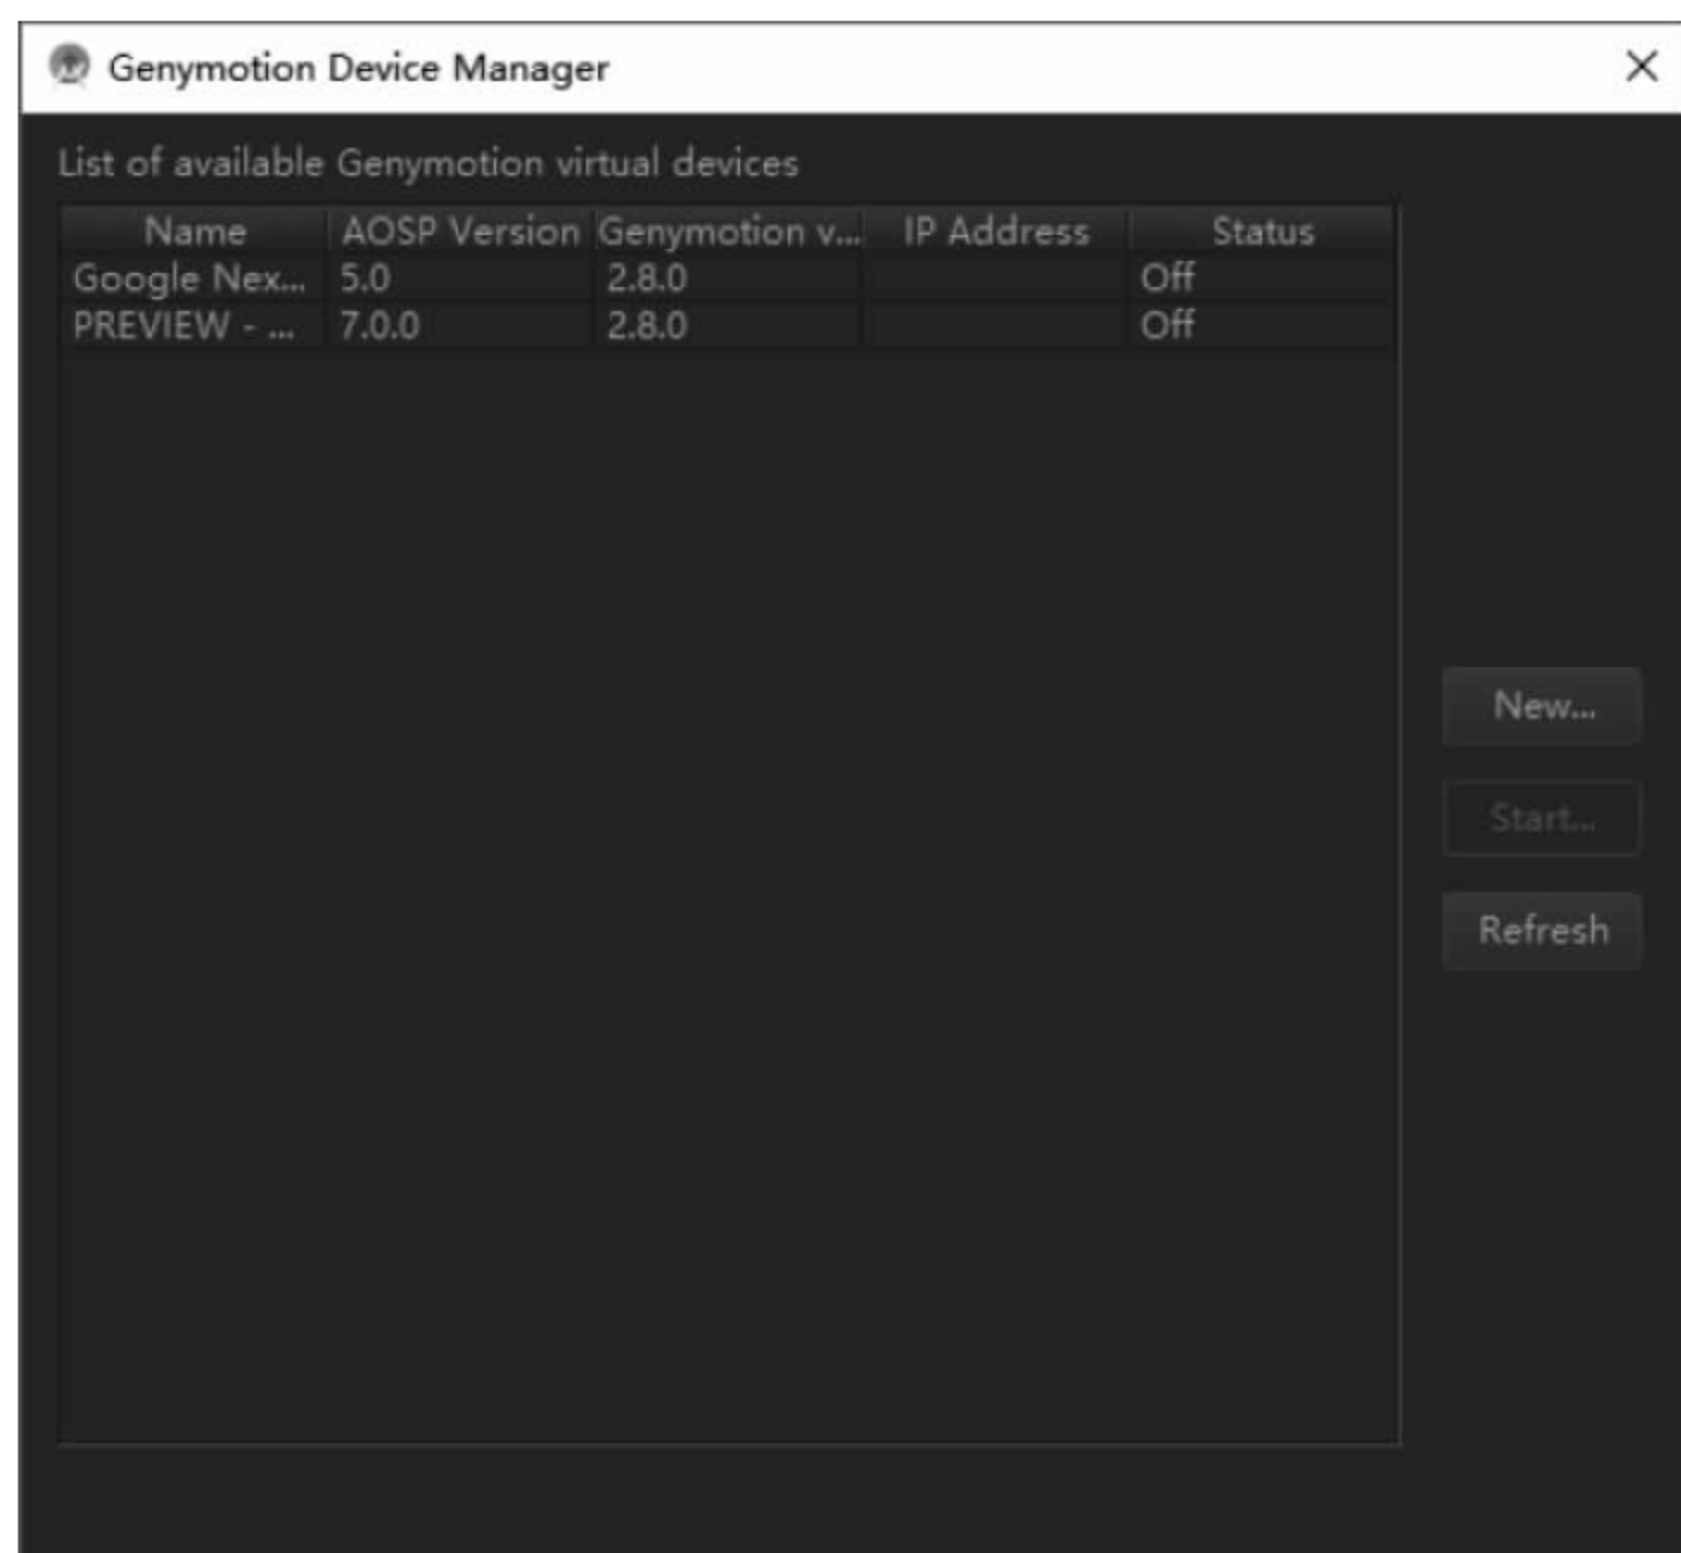 Genymotion Device Manager
List of available Genymotion virtual devices
Name AOSP Version Genymotion v... IP Address Status
Google Nex... 5.0 2.8.0 Off
PREVIEW - ... 7.0.0 2.8.0 Off
New...
Start...
Refresh